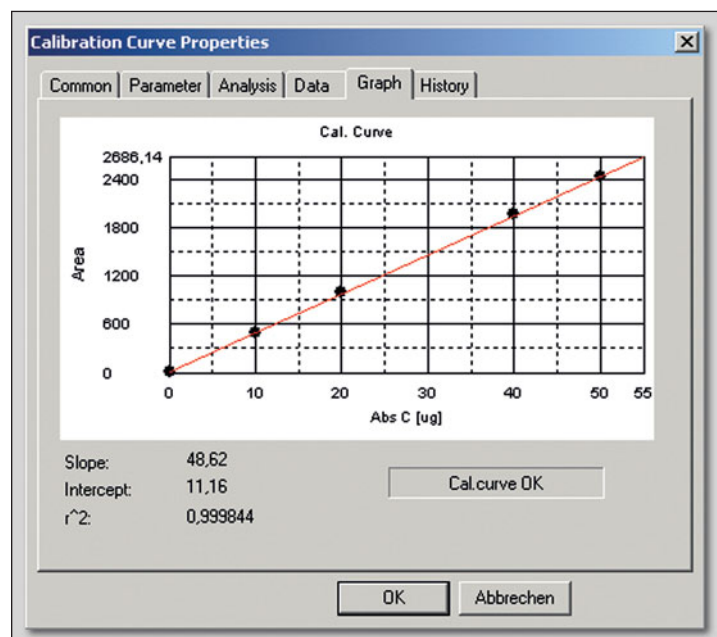 Calibration Curve Properties
Common Parameter Analysis Data Graph History
Cal. Curve
2686,14
2400
1800
1200
600
0
Area
0 10 20 30 40 50 55
Abs C [ug]
Slope: 48,62
Intercept: 11,16
r^2: 0,999844
Cal.curve OK
OK Abbrechen